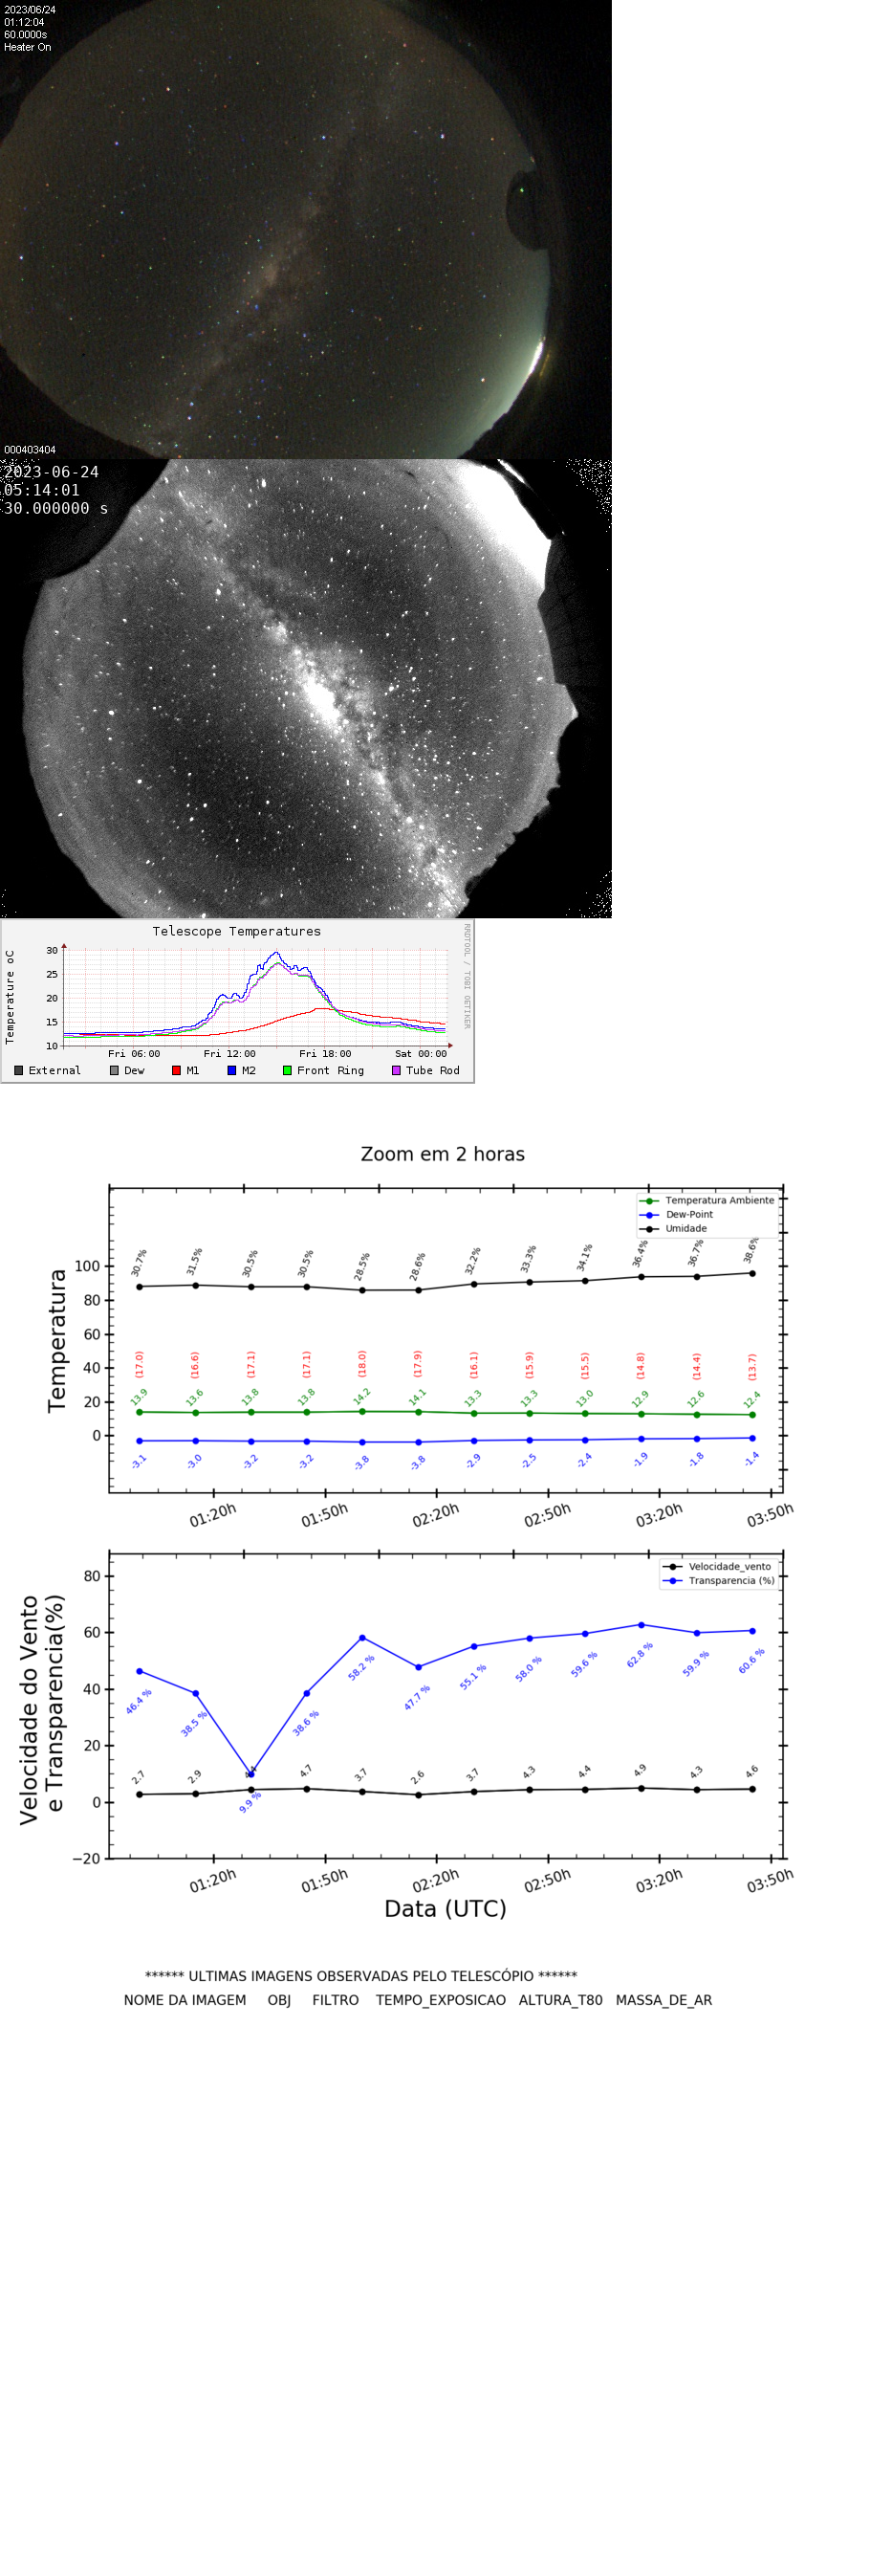 2023/06/24
01:12:04
60.0000s
Heater On
000403404
2023-06-24
05:14:01
30.000000 s
Telescope Temperatures
RRDTOOL / TOBI OETIKER
Temperature oC
30
25
20
15
10
Fri 06:00 Fri 12:00 Fri 18:00 Sat 00:00
External Dew M1 M2 Front Ring Tube Rod
Zoom em 2 horas
Temperatura
Temperatura Ambiente
Dew-Point
Umidade
100
80
60
40
20
0
30.7% 31.5% 30.5% 30.5% 28.5% 28.6% 32.2% 33.3% 34.1% 36.4% 36.7% 38.6%
(17.0) (16.6) (17.1) (17.1) (18.0) (17.9) (16.1) (15.9) (15.5) (14.8) (14.4) (13.7)
13.9 13.6 13.8 13.8 14.2 14.1 13.3 13.3 13.0 12.9 12.6 12.4
-3.1 -3.0 -3.2 -3.2 -3.8 -3.8 -2.9 -2.5 -2.4 -1.9 -1.8 -1.4
01:20h 01:50h 02:20h 02:50h 03:20h 03:50h
Velocidade do Vento
e Transparencia(%)
Velocidade_vento
Transparencia (%)
80
60
40
20
0
−20
46.4 % 38.5 % 9.9 % 38.6 % 58.2 % 47.7 % 55.1 % 58.0 % 59.6 % 62.8 % 59.9 % 60.6 %
2.7 2.9 4.7 3.7 2.6 3.7 4.3 4.4 4.9 4.3 4.6
01:20h 01:50h 02:20h 02:50h 03:20h 03:50h
Data (UTC)
****** ULTIMAS IMAGENS OBSERVADAS PELO TELESCÓPIO ******
NOME DA IMAGEM OBJ FILTRO TEMPO_EXPOSICAO ALTURA_T80 MASSA_DE_AR